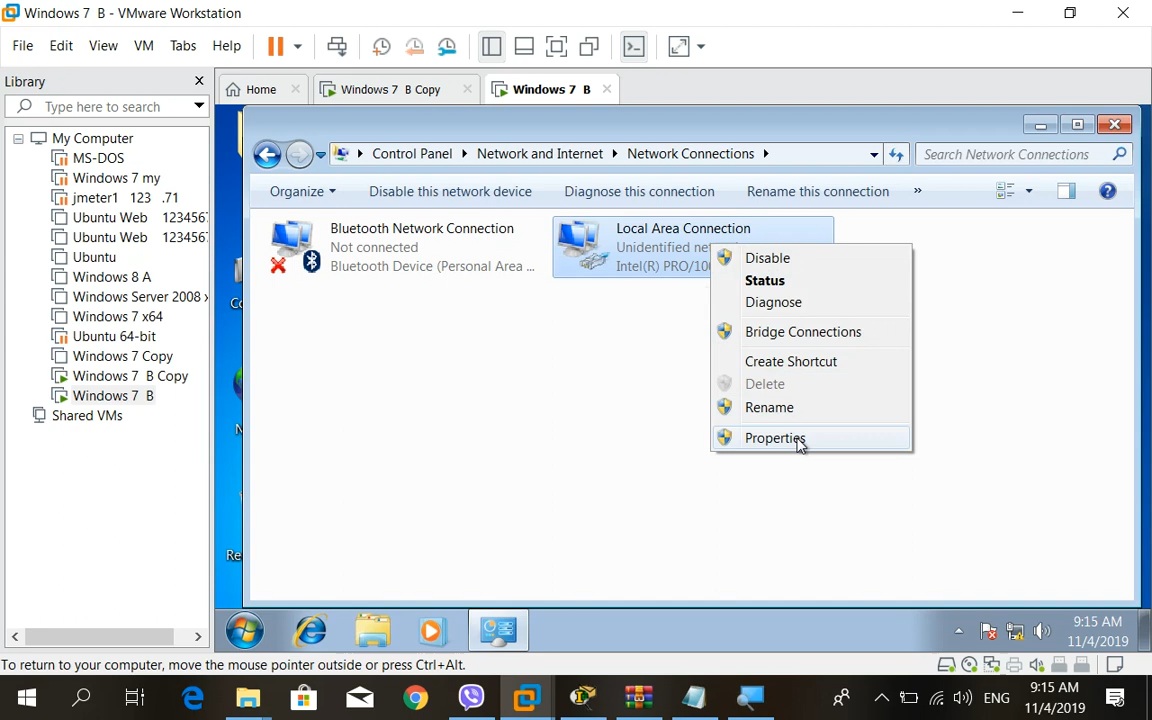 Windows 7 B - VMware Workstation
File Edit View VM Tabs Help
Library
Type here to search
Home
Windows 7 B Copy
Windows 7 B
My Computer
MS-DOS
Windows 7 my
jmeter1 123 .71
Ubuntu Web 123456
Ubuntu Web 123456
Ubuntu
Windows 8 A
Windows Server 2008
Windows 7 x64
Ubuntu 64-bit
Windows 7 Copy
Windows 7 B Copy
Windows 7 B
Shared VMs
Control Panel Network and Internet Network Connections
Search Network Connections
Organize Disable this network device Diagnose this connection Rename this connection »
Bluetooth Network Connection
Not connected
Bluetooth Device (Personal Area ...
Local Area Connection
Unidentified
Intel(R)
Disable
Status
Diagnose
Bridge Connections
Create Shortcut
Delete
Rename
Properties
Co
N
Re
9:15 AM
11/4/2019
To return to your computer, move the mouse pointer outside or press Ctrl+Alt.
ENG
9:15 AM
11/4/2019